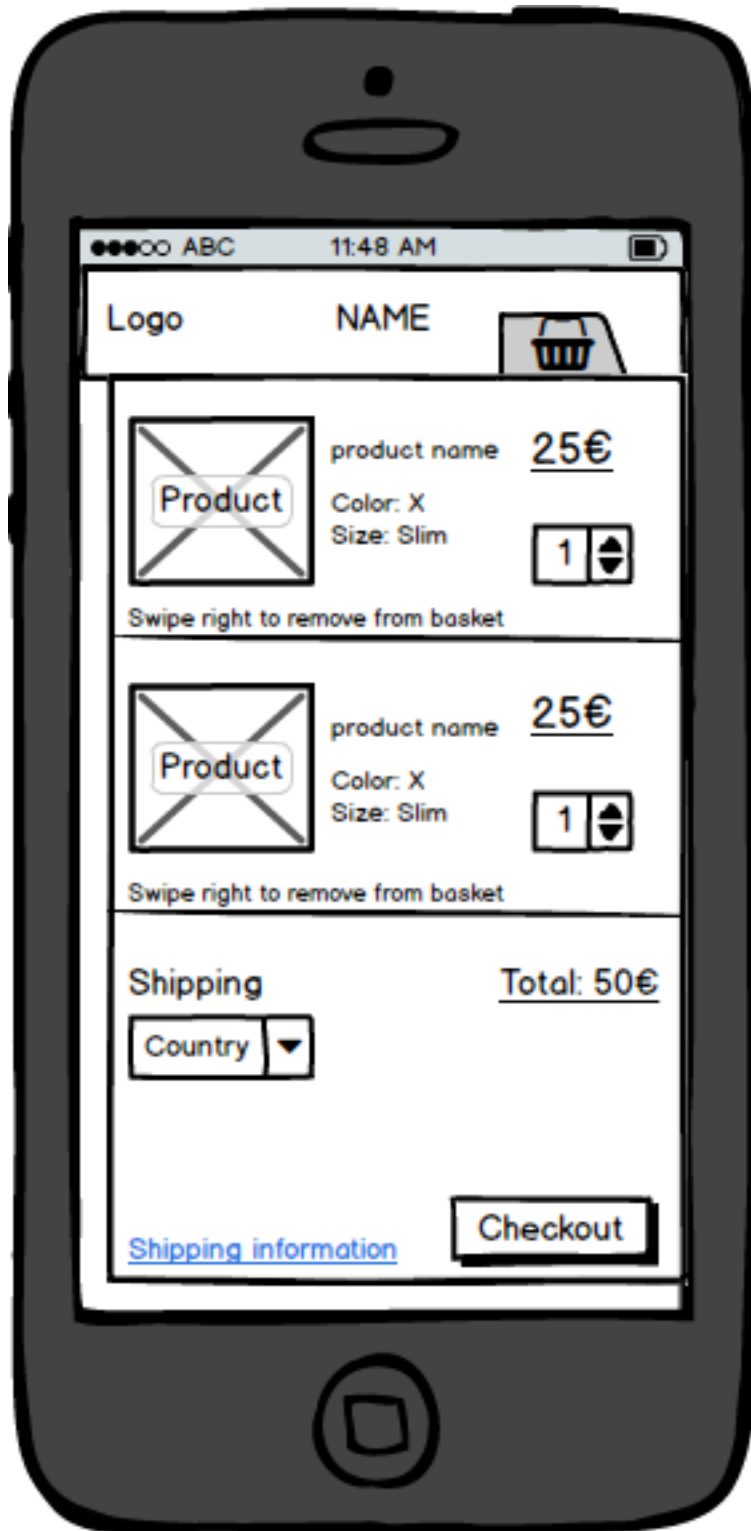 ABC 11:48 AM
Logo NAME
Product
product name 25€
Color: X
Size: Slim
1
Swipe right to remove from basket
Product
product name 25€
Color: X
Size: Slim
1
Swipe right to remove from basket
Shipping Total: 50€
Country
Shipping information Checkout